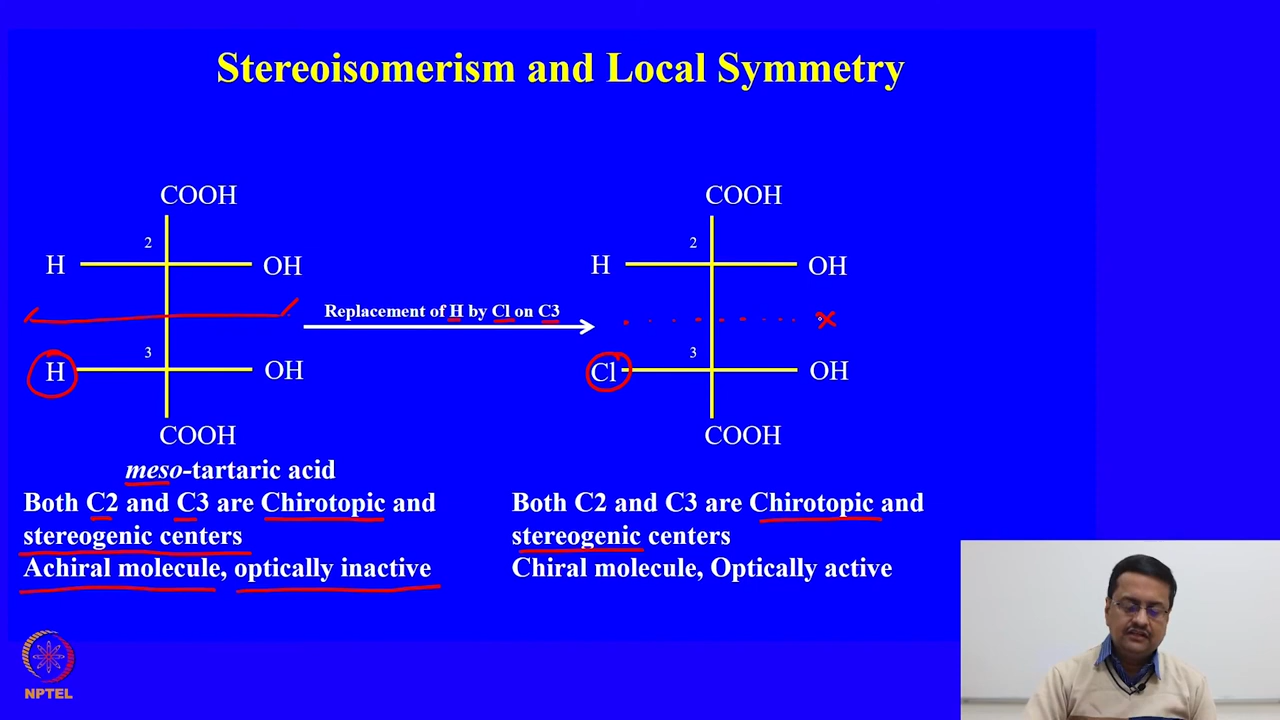 Stereoisomerism and Local Symmetry
COOH
2
H OH
3
H OH
COOH
Replacement of H by Cl on C3
COOH
2
H OH
3
Cl OH
COOH
meso-tartaric acid
Both C2 and C3 are Chirotopic and
stereogenic centers
Achiral molecule, optically inactive
Both C2 and C3 are Chirotopic and
stereogenic centers
Chiral molecule, Optically active
NPTEL